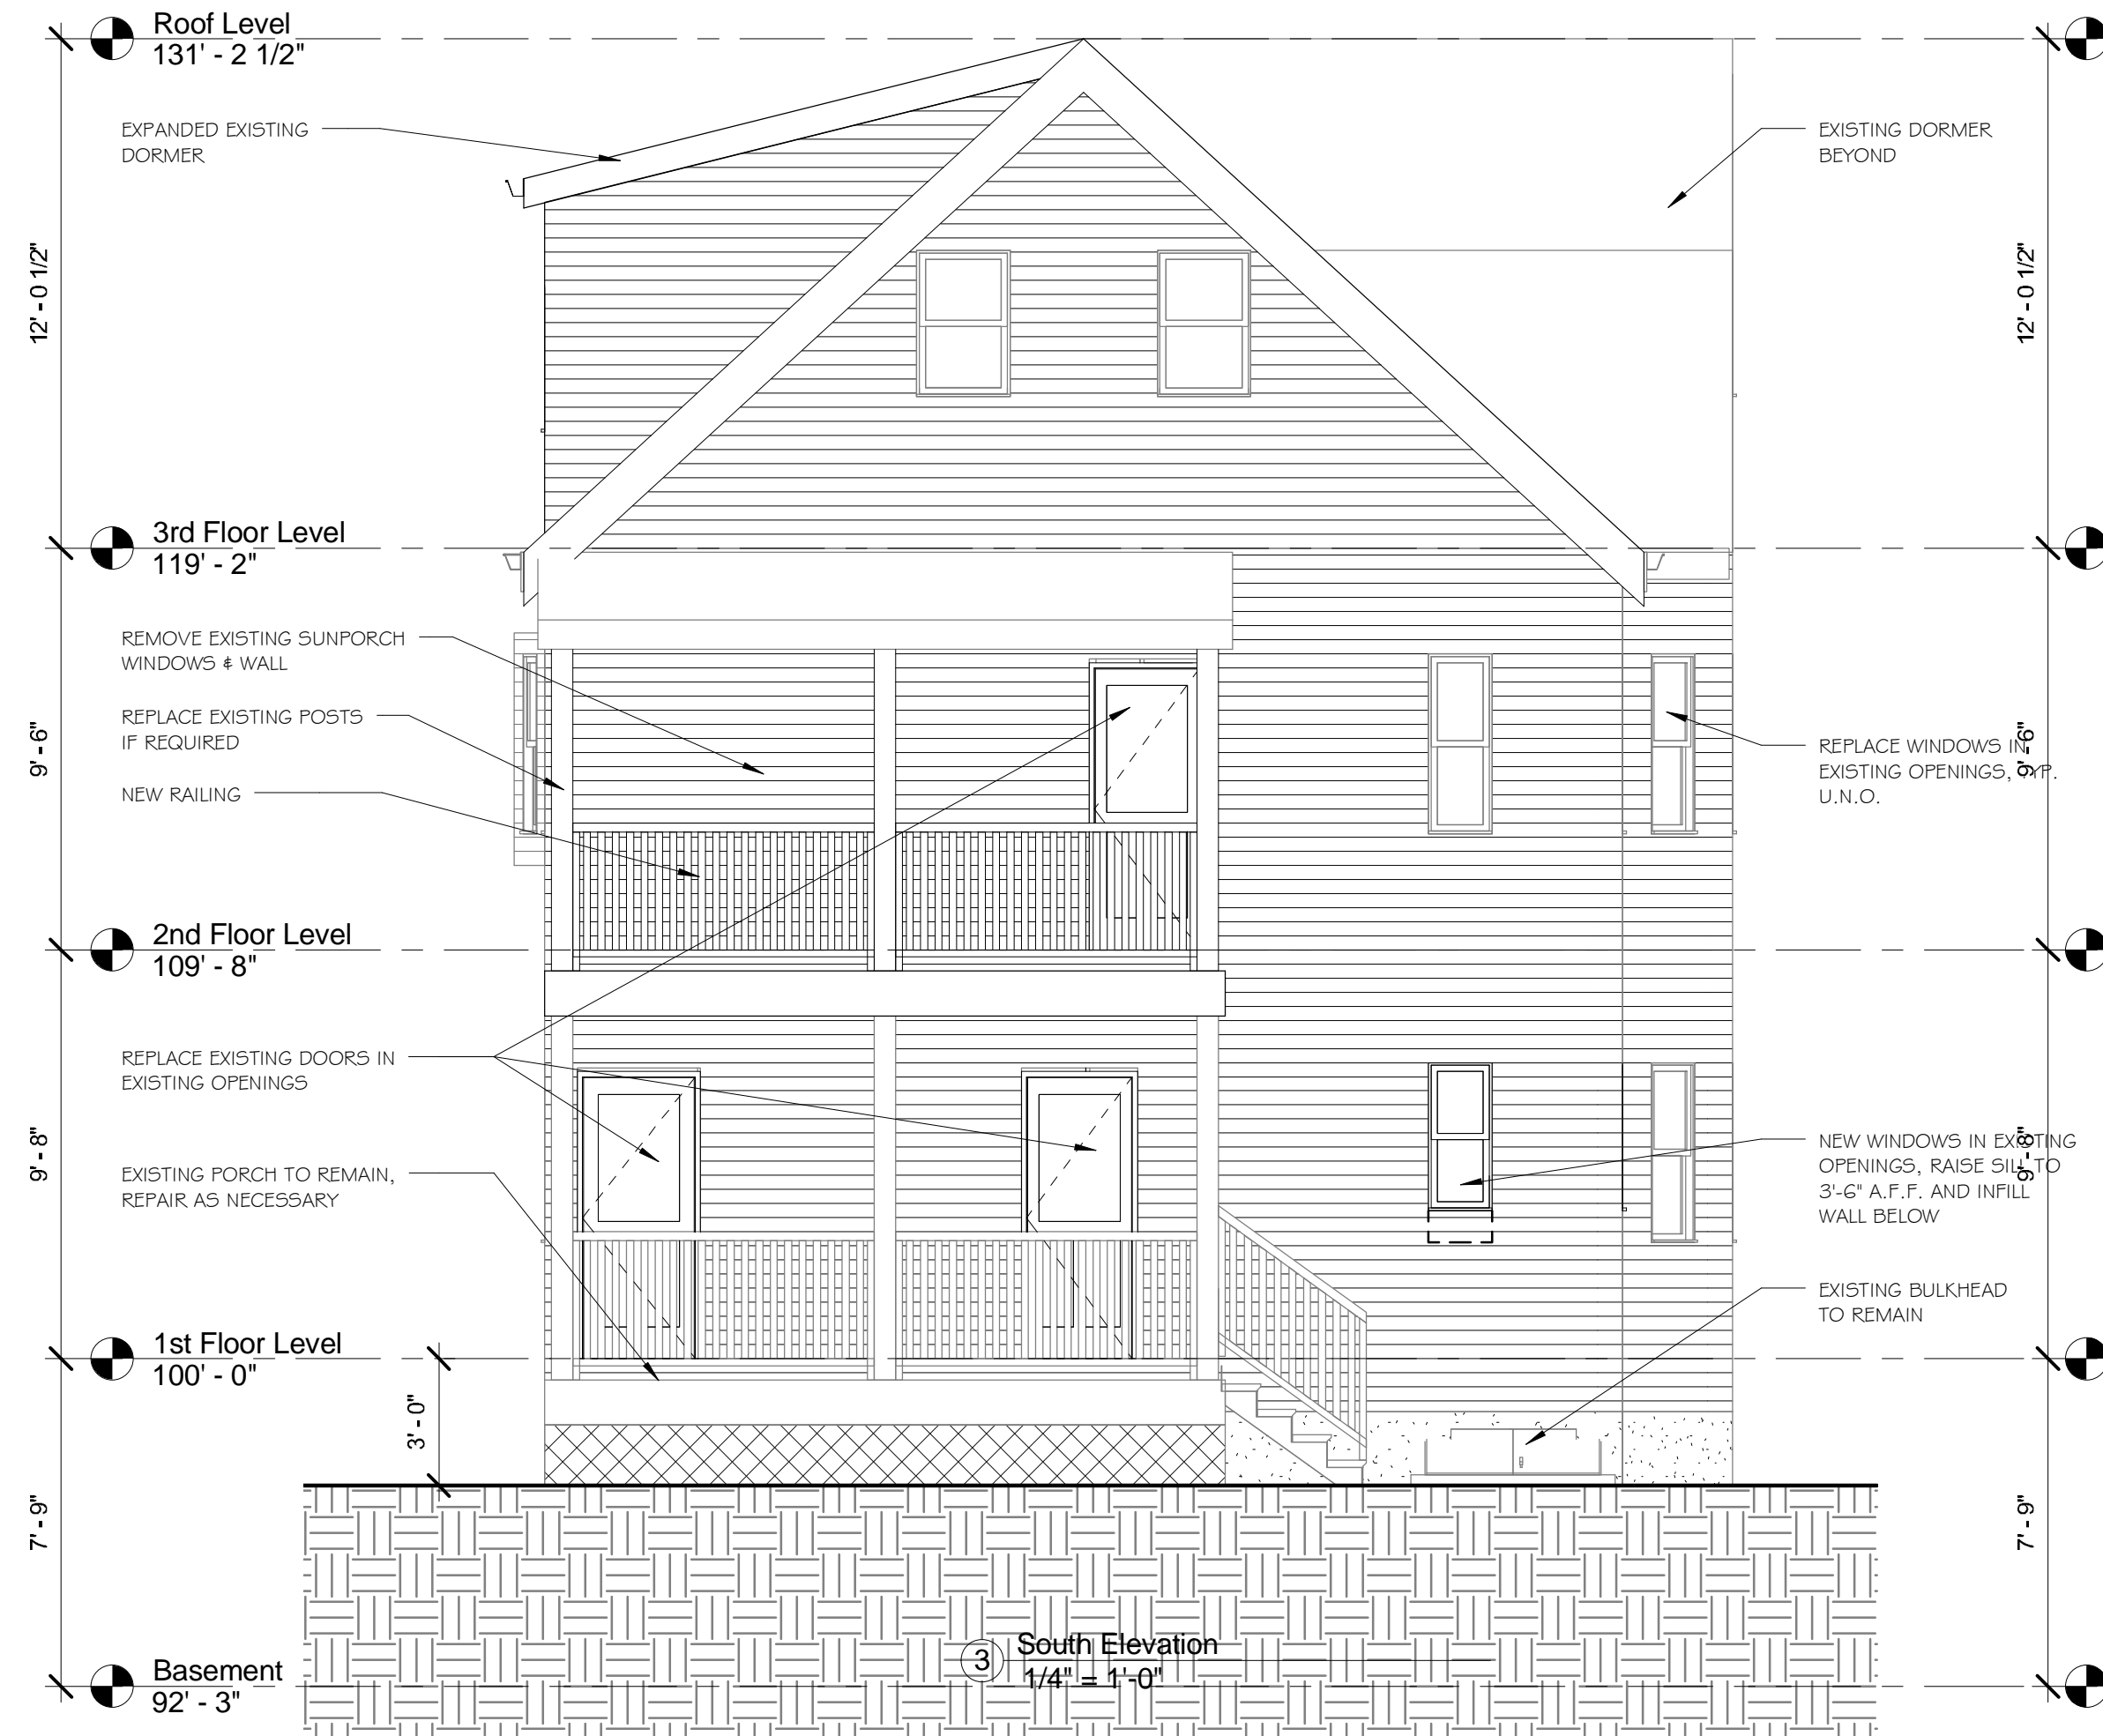 Roof Level
131' - 2 1/2"
EXPANDED EXISTING
DORMER
EXISTING DORMER
BEYOND
12' - 0 1/2"
12' - 0 1/2"
3rd Floor Level
119' - 2"
REMOVE EXISTING SUNPORCH
WINDOWS & WALL
REPLACE EXISTING POSTS
IF REQUIRED
NEW RAILING
9' - 6"
9' - 6"
REPLACE WINDOWS IN
EXISTING OPENINGS, TYP.
U.N.O.
2nd Floor Level
109' - 8"
REPLACE EXISTING DOORS IN
EXISTING OPENINGS
EXISTING PORCH TO REMAIN,
REPAIR AS NECESSARY
9' - 8"
9' - 8"
NEW WINDOWS IN EXISTING
OPENINGS, RAISE SILL TO
3'-6" A.F.F. AND INFILL
WALL BELOW
EXISTING BULKHEAD
TO REMAIN
1st Floor Level
100' - 0"
3' - 0"
7' - 9"
7' - 9"
3
South Elevation
1/4" = 1'-0"
Basement
92' - 3"